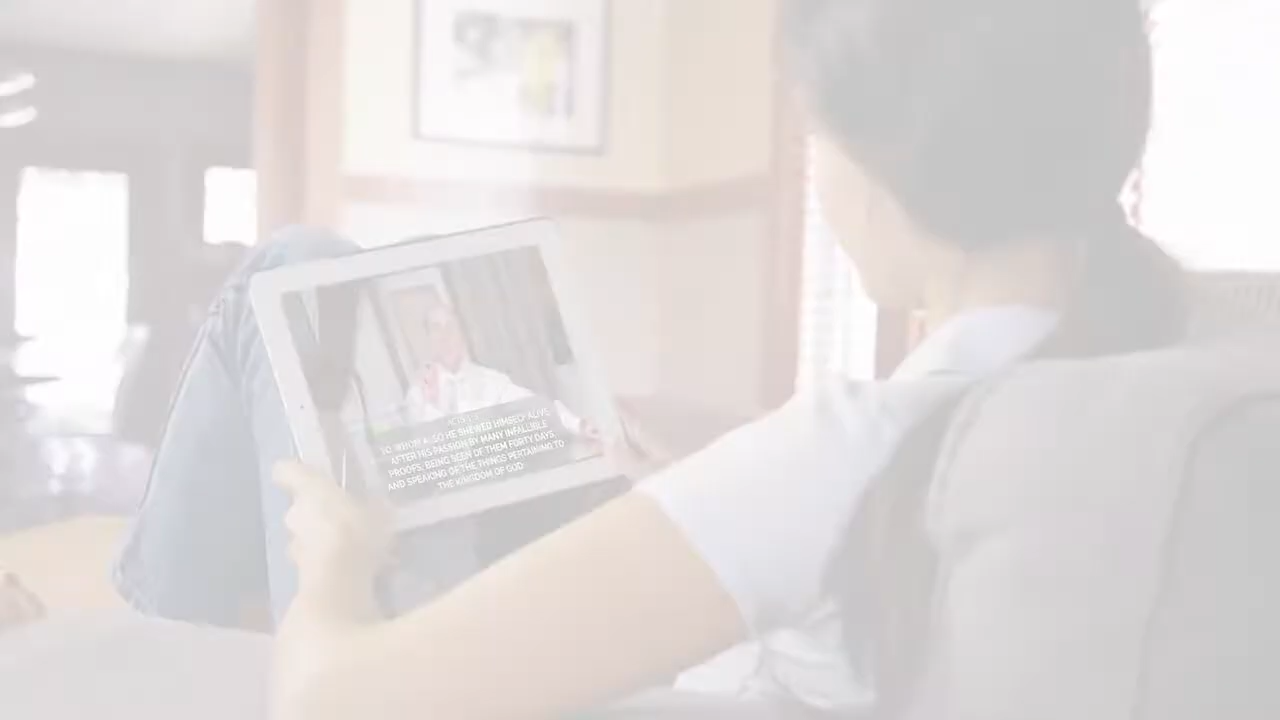 TO WHOM ALSO HE SHEWED HIMSELF ALIVE
AFTER HIS PASSION BY MANY INFALLIBLE
PROOFS, BEING SEEN OF THEM FORTY DAYS,
AND SPEAKING OF THE THINGS PERTAINING TO
THE KINGDOM OF GOD